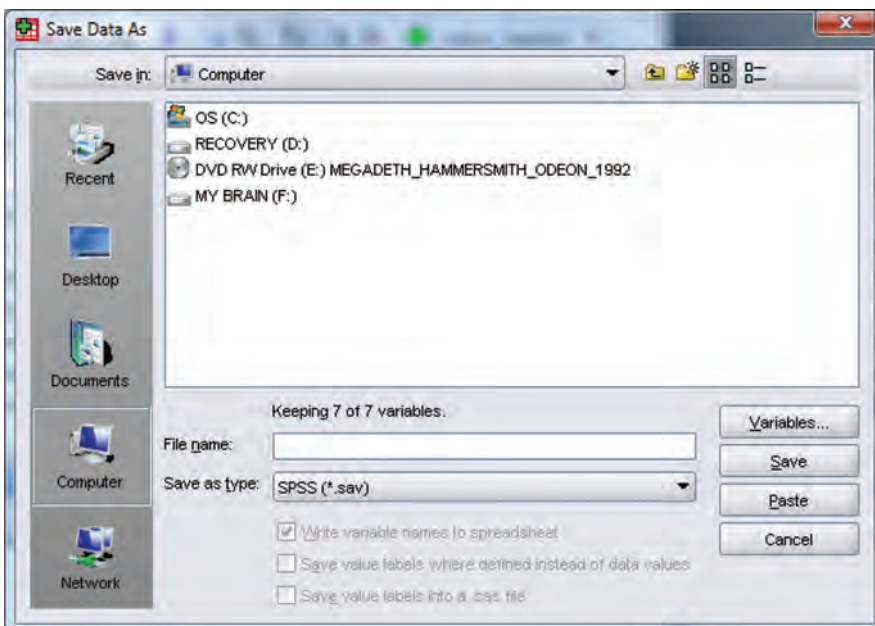 Save Data As
Save in: Computer
OS (C:)
RECOVERY (D:)
DVD RW Drive (E:) MEGADETH_HAMMERSMITH_ODEON_1992
MY BRAIN (F:)
Recent
Desktop
Documents
Computer
Network
Keeping 7 of 7 variables.
File name:
Save as type: SPSS (*.sav)
Write variable names to spreadsheet
Save value labels where defined instead of data values
Save value labels into a .sas file
Variables...
Save
Paste
Cancel